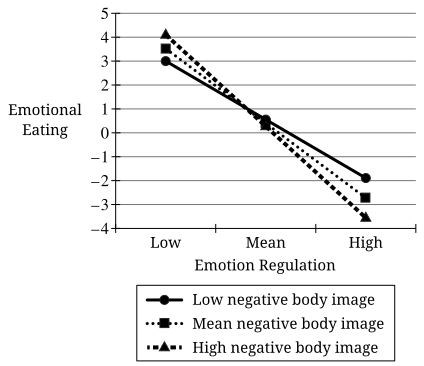 5
4
3
2
1
0
−1
−2
−3
−4
Emotional
Eating
Low Mean High
Emotion Regulation
Low negative body image
Mean negative body image
High negative body image